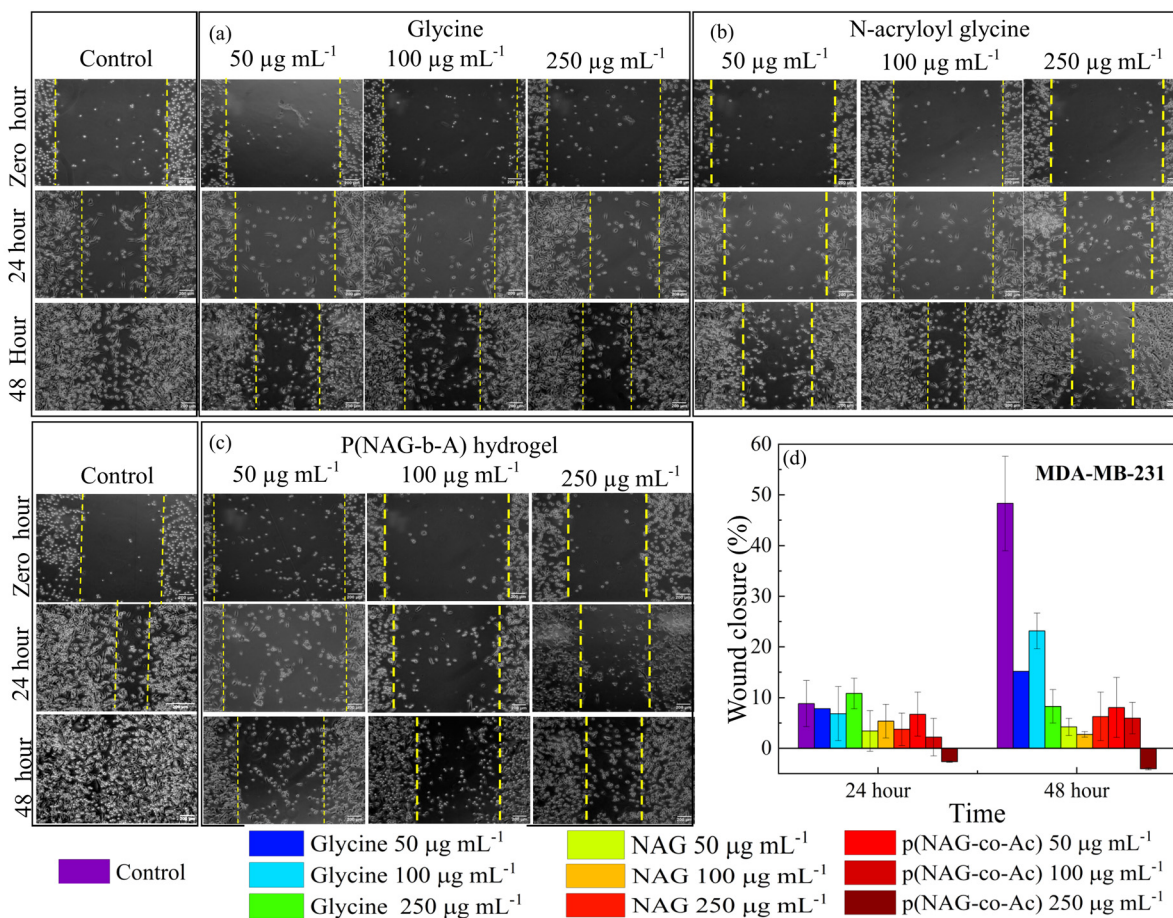 (a)
Glycine
(b)
N-acryloyl glycine
Control
50 µg mL⁻¹
100 µg mL⁻¹
250 µg mL⁻¹
50 µg mL⁻¹
100 µg mL⁻¹
250 µg mL⁻¹
Zero hour
24 hour
48 Hour
(c)
P(NAG-b-A) hydrogel
Control
50 µg mL⁻¹
100 µg mL⁻¹
250 µg mL⁻¹
Zero hour
24 hour
48 hour
(d)
MDA-MB-231
Wound closure (%)
60
50
40
30
20
10
0
24 hour
48 hour
Time
Control
Glycine 50 µg mL⁻¹
Glycine 100 µg mL⁻¹
Glycine 250 µg mL⁻¹
NAG 50 µg mL⁻¹
NAG 100 µg mL⁻¹
NAG 250 µg mL⁻¹
p(NAG-co-Ac) 50 µg mL⁻¹
p(NAG-co-Ac) 100 µg mL⁻¹
p(NAG-co-Ac) 250 µg mL⁻¹